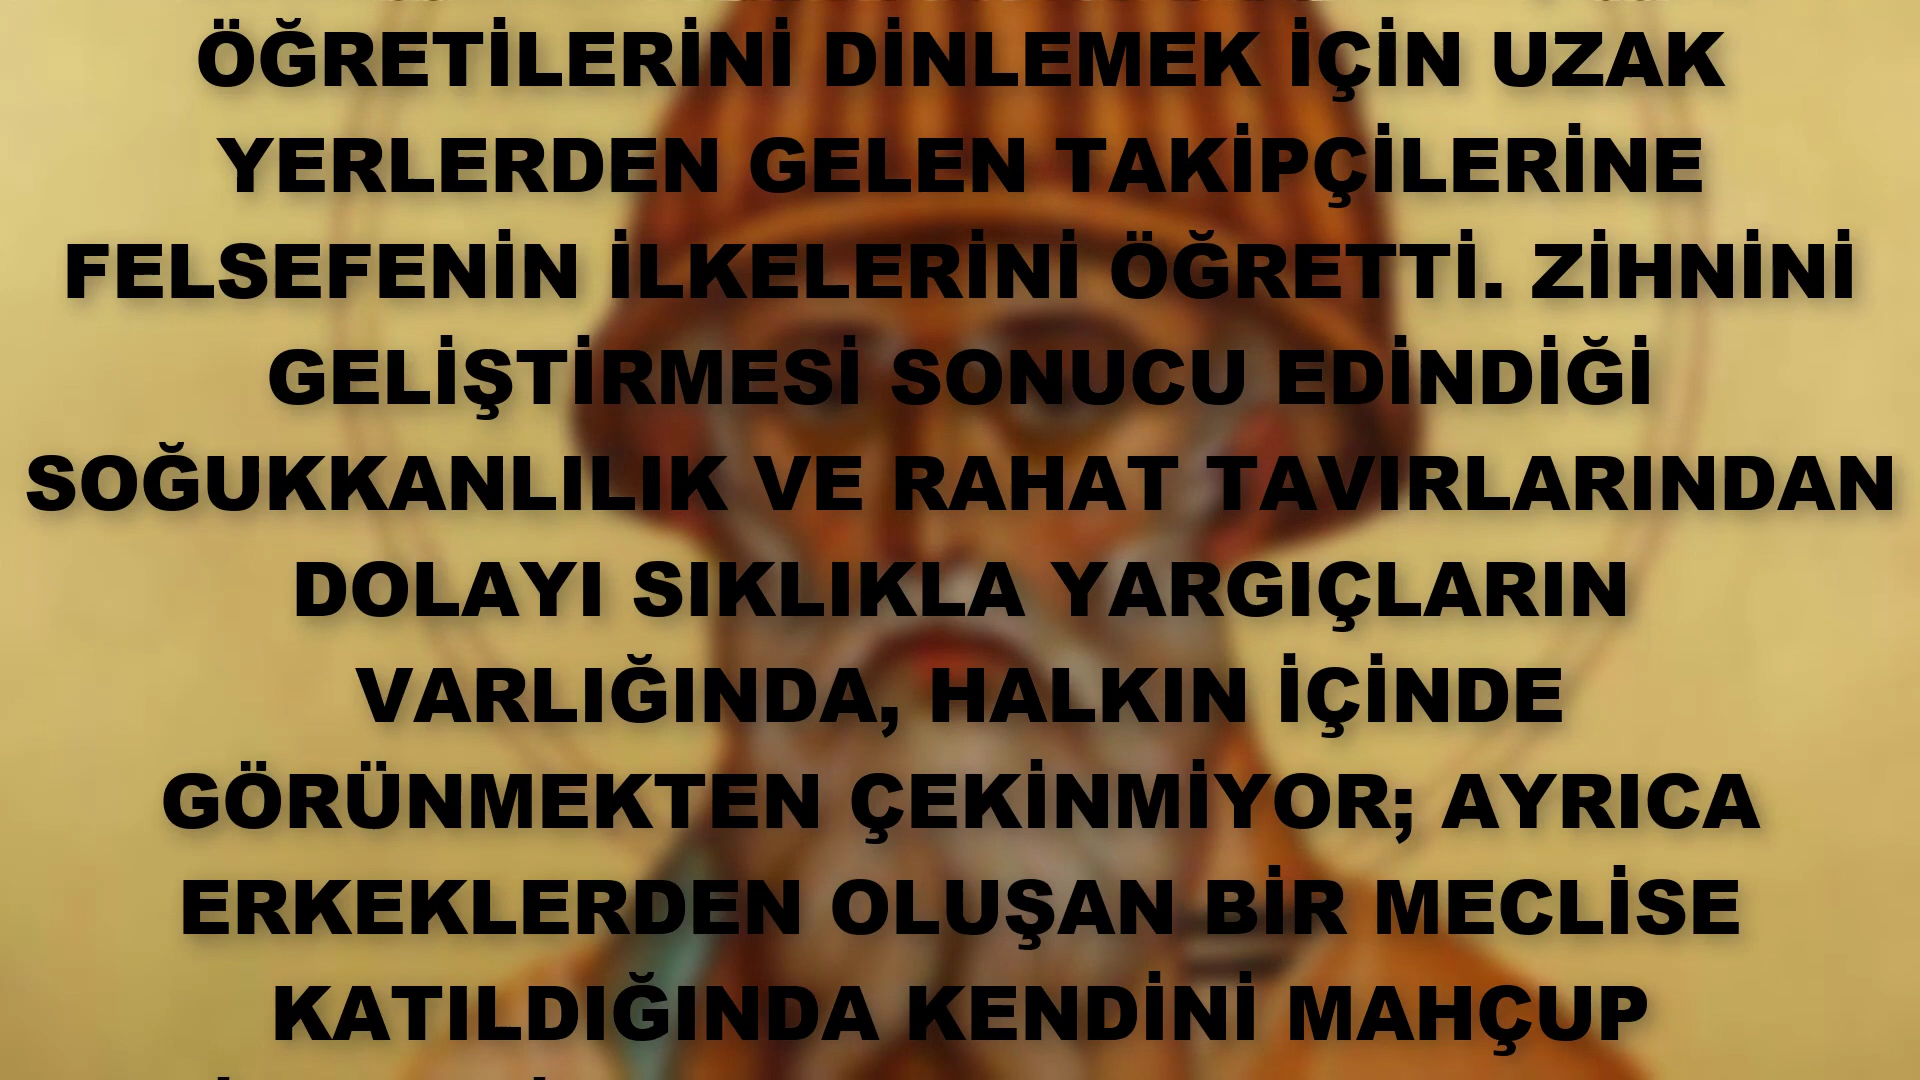 ÖĞRETİLERİNİ DİNLEMEK İÇİN UZAK
YERLERDEN GELEN TAKİPÇİLERİNE
FELSEFENİN İLKELERİNİ ÖĞRETTİ. ZİHNİNİ
GELİŞTİRMESİ SONUCU EDİNDİĞİ
SOĞUKKANLILIK VE RAHAT TAVIRLARINDAN
DOLAYI SIKLIKLA YARGIÇLARIN
VARLIĞINDA, HALKIN İÇİNDE
GÖRÜNMEKTEN ÇEKİNMİYOR; AYRICA
ERKEKLERDEN OLUŞAN BİR MECLİSE
KATILDIĞINDA KENDİNİ MAHÇUP